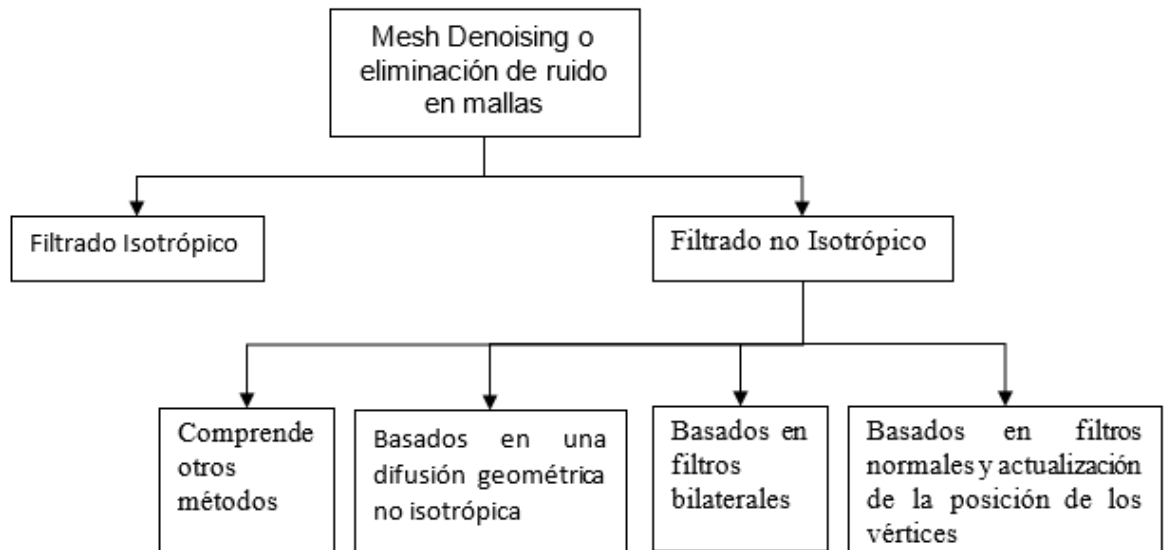 Mesh Denoising o
eliminación de ruido
en mallas
Filtrado Isotrópico
Filtrado no Isotrópico
Comprende
otros
métodos
Basados en una
difusión geométrica
no isotrópica
Basados en
filtros
bilaterales
Basados en filtros
normales y actualización
de la posición de los
vértices